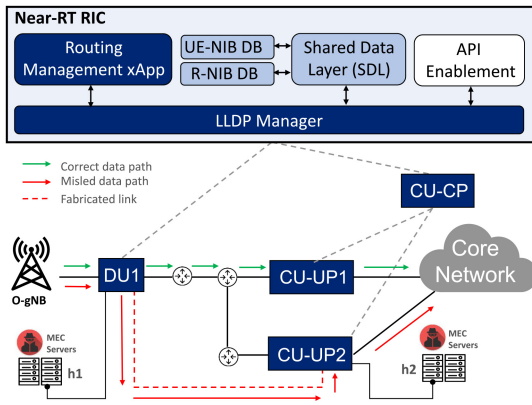 Near-RT RIC
Routing
Management xApp
UE-NIB DB
R-NIB DB
Shared Data
Layer (SDL)
API
Enablement
LLDP Manager
Correct data path
Misled data path
Fabricated link
CU-CP
O-gNB
DU1
CU-UP1
Core
Network
MEC
Servers
h1
CU-UP2
MEC
Servers
h2